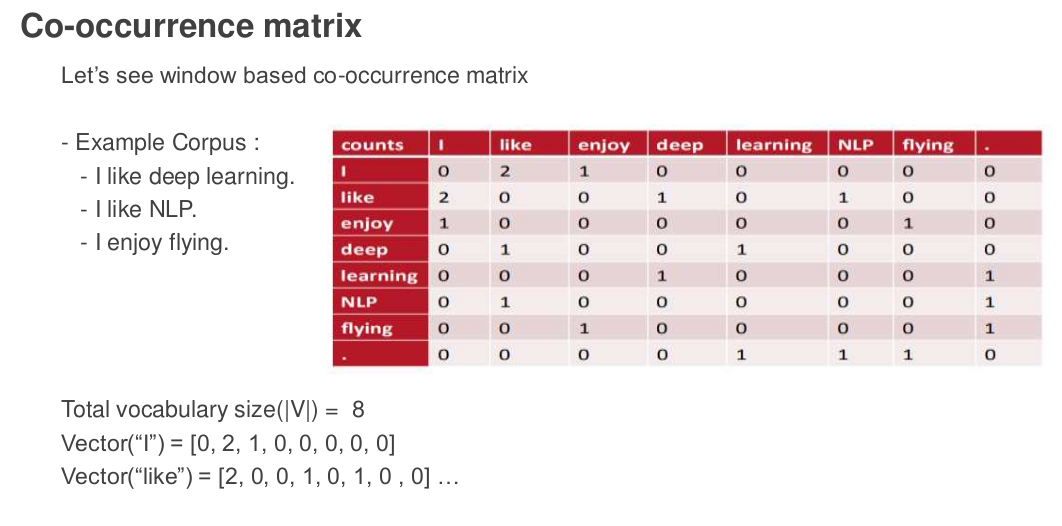 Co-occurrence matrix
Let's see window based co-occurrence matrix
- Example Corpus :
- I like deep learning.
- I like NLP.
- I enjoy flying.
counts I like enjoy deep learning NLP flying .
I 0 2 1 0 0 0 0 0
like 2 0 0 1 0 1 0 0
enjoy 1 0 0 0 0 0 1 0
deep 0 1 0 0 1 0 0 0
learning 0 0 0 1 0 0 0 1
NLP 0 1 0 0 0 0 0 1
flying 0 0 1 0 0 0 0 1
. 0 0 0 0 1 1 1 0
Total vocabulary size(|V|) = 8
Vector(“I”) = [0, 2, 1, 0, 0, 0, 0, 0]
Vector(“like”) = [2, 0, 0, 1, 0, 1, 0 , 0] …